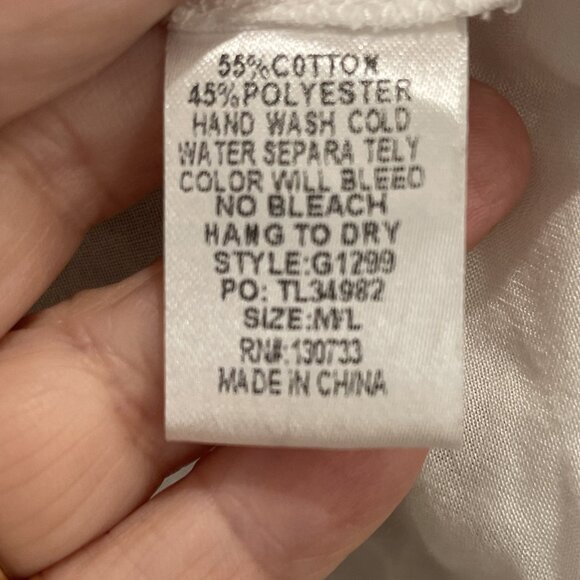 55%COTTON
45%POLYESTER
HAND WASH COLD
WATER SEPARA TELY
COLOR WILL BLEED
NO BLEACH
HANG TO DRY
STYLE:G1299
PO: TL34982
SIZE:M/L
RN#:130733
MADE IN CHINA